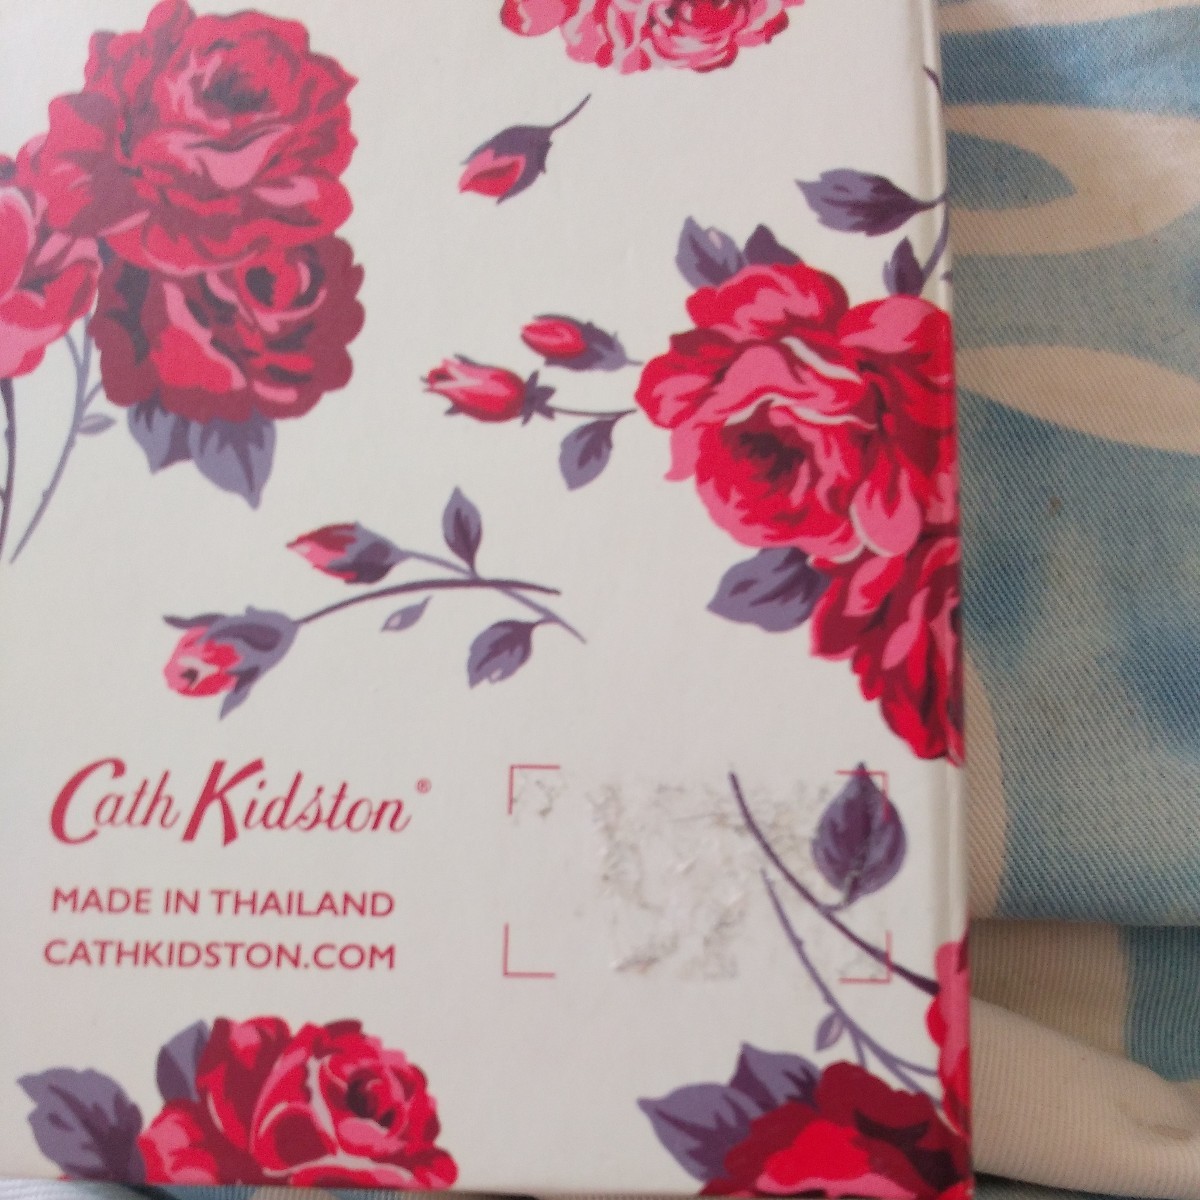 Cath Kidston®
MADE IN THAILAND
CATHKIDSTON.COM